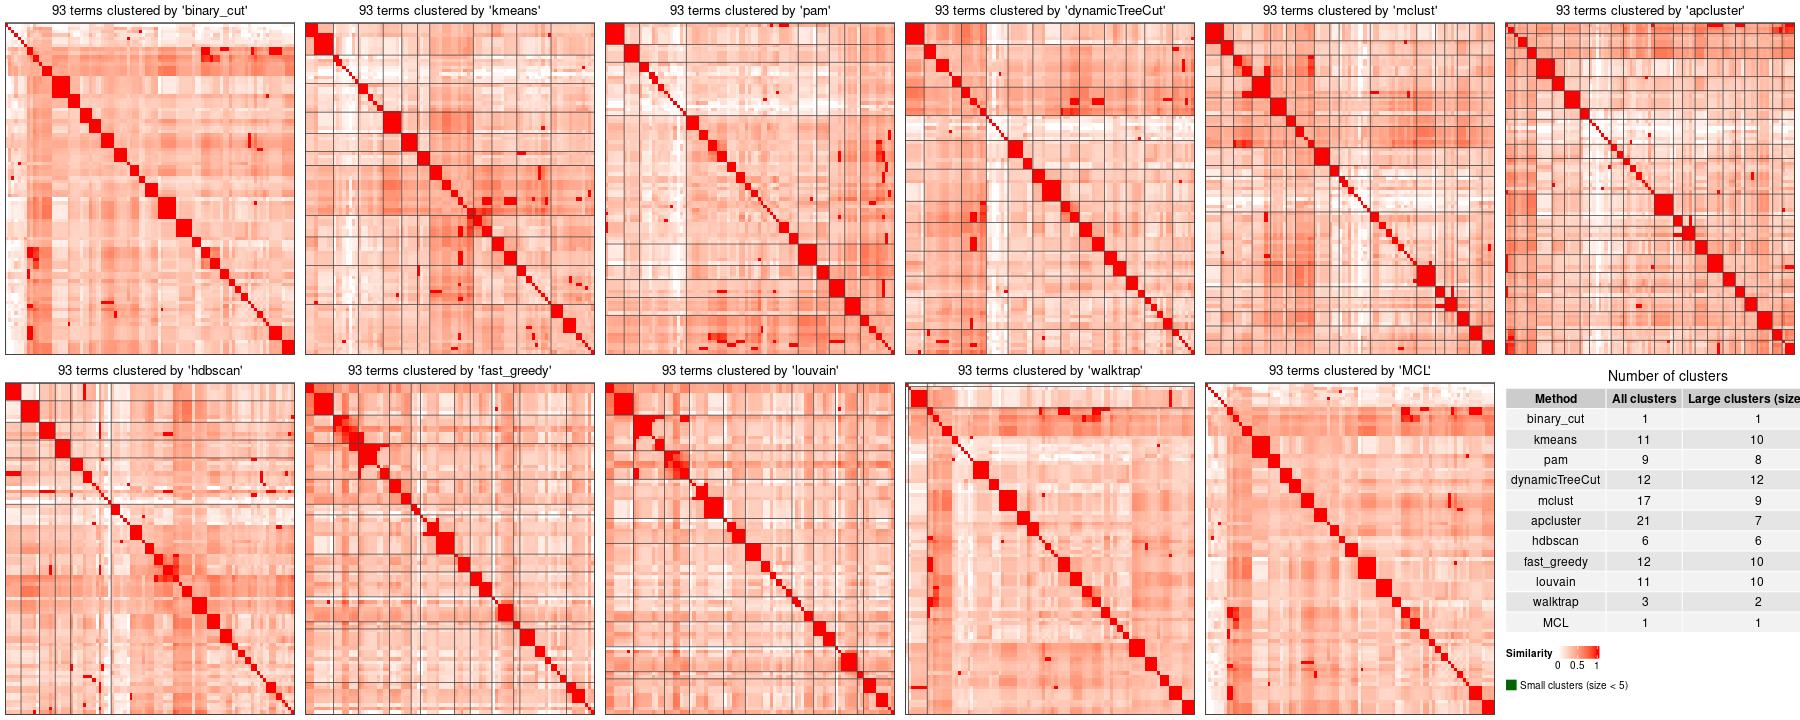 93 terms clustered by 'binary_cut'
93 terms clustered by 'kmeans'
93 terms clustered by 'pam'
93 terms clustered by 'dynamicTreeCut'
93 terms clustered by 'mclust'
93 terms clustered by 'apcluster'
93 terms clustered by 'hdbscan'
93 terms clustered by 'fast_greedy'
93 terms clustered by 'louvain'
93 terms clustered by 'walktrap'
93 terms clustered by 'MCL'
Number of clusters
Method All clusters Large clusters (size
binary_cut 1 1
kmeans 11 10
pam 9 8
dynamicTreeCut 12 12
mclust 17 9
apcluster 21 7
hdbscan 6 6
fast_greedy 12 10
louvain 11 10
walktrap 3 2
MCL 1 1
Similarity
0 0.5 1
Small clusters (size < 5)